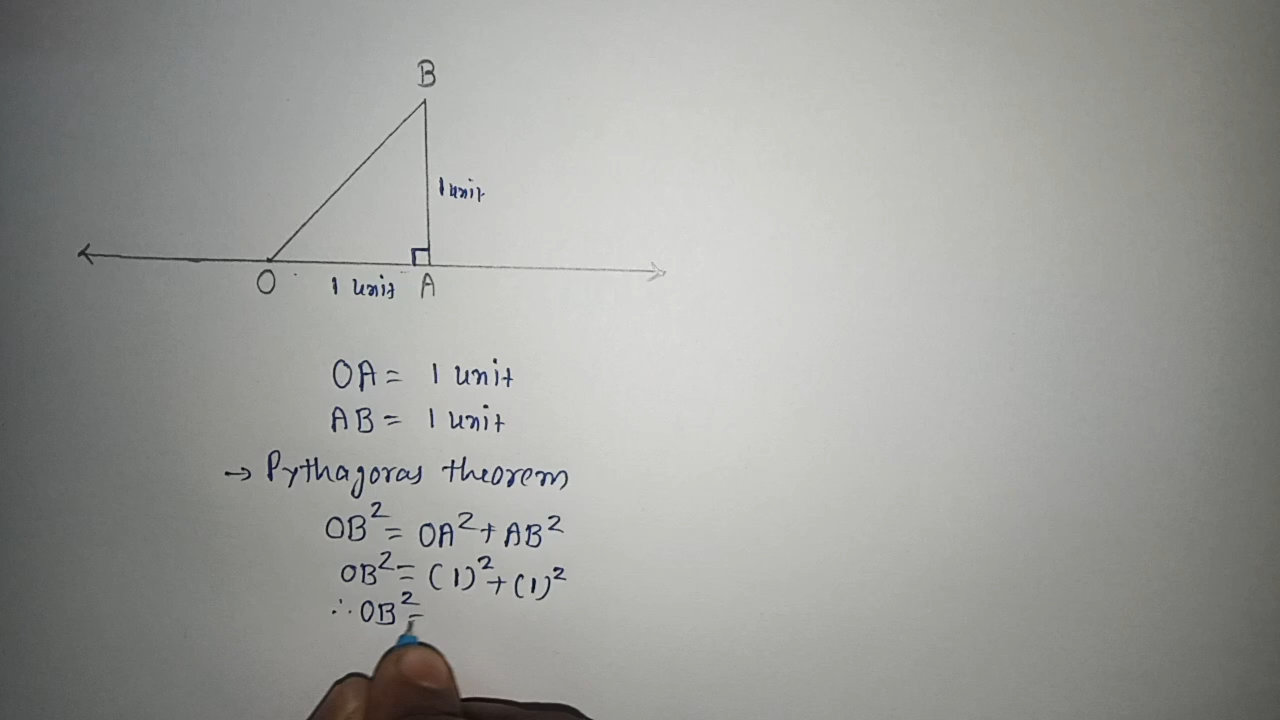 B
1 unit
O 1 unit A
OA = 1 unit
AB = 1 unit
→ Pythagoras theorem
OB² = OA² + AB²
OB² = (1)² + (1)²
∴ OB² =